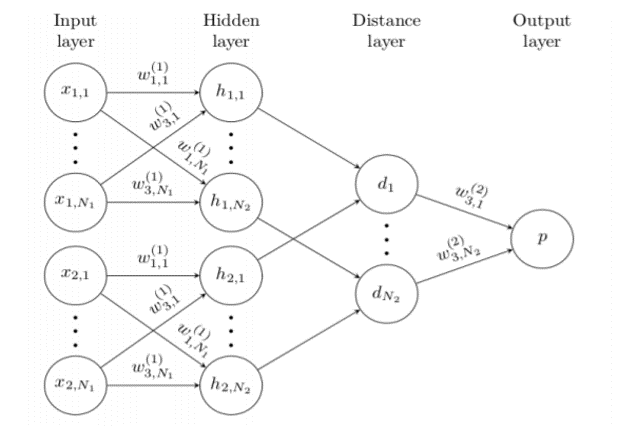 Input layer
Hidden layer
Distance layer
Output layer
x_{1,1}
w_{1,1}^{(1)}
h_{1,1}
w_{3,1}^{(1)}
w_{1,N_1}^{(1)}
x_{1,N_1}
w_{3,N_1}^{(1)}
h_{1,N_2}
d_1
w_{3,1}^{(2)}
p
x_{2,1}
w_{1,1}^{(1)}
h_{2,1}
w_{3,1}^{(1)}
w_{1,N_1}^{(1)}
d_{N_2}
w_{3,N_2}^{(2)}
x_{2,N_1}
w_{3,N_1}^{(1)}
h_{2,N_2}